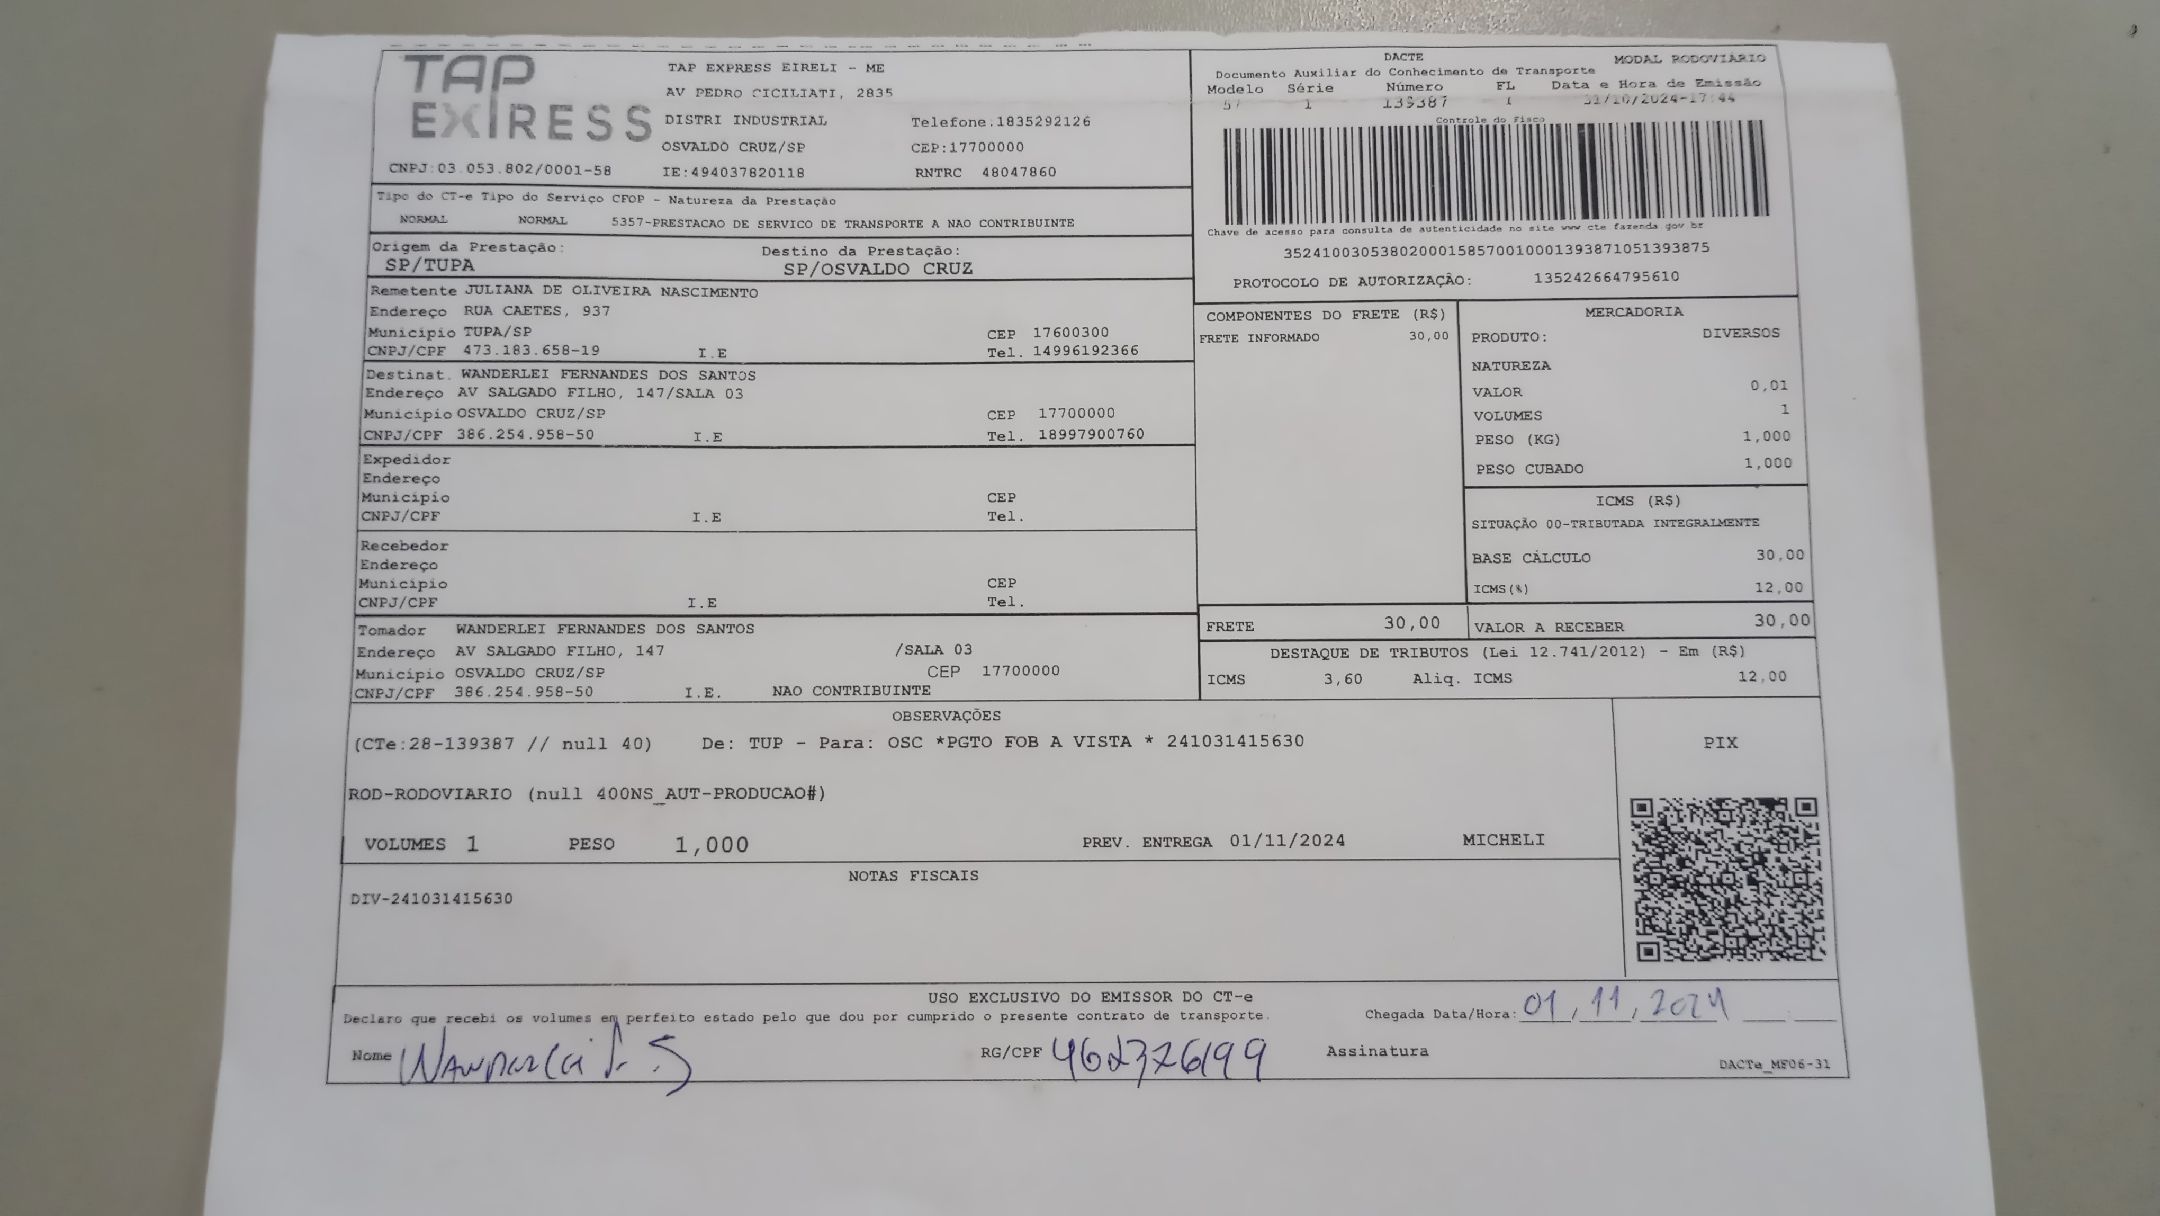 TAP
EXPRESS
TAP EXPRESS EIRELI - ME
AV PEDRO CICILIATI, 2835
DISTRI INDUSTRIAL Telefone.1835292126
OSVALDO CRUZ/SP CEP:17700000
CNPJ:03.053.802/0001-58 IE:494037820118 RNTRC 48047860
DACTE MODAL RODOVIÁRIO
Documento Auxiliar do Conhecimento de Transporte
Modelo Série Número FL Data e Hora de Emissão
57 1 139387 1 31/10/2024-17:44
Controle do Fisco
Chave de acesso para consulta de autenticidade no site www cte fazenda gov br
35241003053802000158570010001393871051393875
PROTOCOLO DE AUTORIZAÇÃO: 135242664795610
Tipo do CT-e Tipo do Serviço CFOP - Natureza da Prestação
NORMAL NORMAL 5357-PRESTACAO DE SERVICO DE TRANSPORTE A NAO CONTRIBUINTE
Origem da Prestação: Destino da Prestação:
SP/TUPA SP/OSVALDO CRUZ
Remetente JULIANA DE OLIVEIRA NASCIMENTO
Endereço RUA CAETES, 937
Município TUPA/SP CEP 17600300
CNPJ/CPF 473.183.658-19 I.E Tel. 14996192366
Destinat. WANDERLEI FERNANDES DOS SANTOS
Endereço AV SALGADO FILHO, 147/SALA 03
Município OSVALDO CRUZ/SP CEP 17700000
CNPJ/CPF 386.254.958-50 I.E Tel. 18997900760
Expedidor
Endereço
Município CEP
CNPJ/CPF I.E Tel.
Recebedor
Endereço
Município CEP
CNPJ/CPF I.E Tel.
Tomador WANDERLEI FERNANDES DOS SANTOS
Endereço AV SALGADO FILHO, 147 /SALA 03
Município OSVALDO CRUZ/SP CEP 17700000
CNPJ/CPF 386.254.958-50 I.E. NAO CONTRIBUINTE
COMPONENTES DO FRETE (R$)
FRETE INFORMADO 30,00
MERCADORIA
PRODUTO: DIVERSOS
NATUREZA
VALOR 0,01
VOLUMES 1
PESO (KG) 1,000
PESO CUBADO 1,000
ICMS (R$)
SITUAÇÃO 00-TRIBUTADA INTEGRALMENTE
BASE CÁLCULO 30,00
ICMS(%) 12,00
FRETE 30,00 VALOR A RECEBER 30,00
DESTAQUE DE TRIBUTOS (Lei 12.741/2012) - Em (R$)
ICMS 3,60 Aliq. ICMS 12,00
OBSERVAÇÕES
(CTe:28-139387 // null 40) De: TUP - Para: OSC *PGTO FOB A VISTA * 241031415630
PIX
ROD-RODOVIARIO (null 400NS_AUT-PRODUCAO#)
VOLUMES 1 PESO 1,000 PREV. ENTREGA 01/11/2024 MICHELI
NOTAS FISCAIS
DIV-241031415630
USO EXCLUSIVO DO EMISSOR DO CT-e
Declaro que recebi os volumes em perfeito estado pelo que dou por cumprido o presente contrato de transporte. Chegada Data/Hora: 01,11,2024
Nome Wanderlei F. S RG/CPF 462376199 Assinatura
DACTe_MF06-31